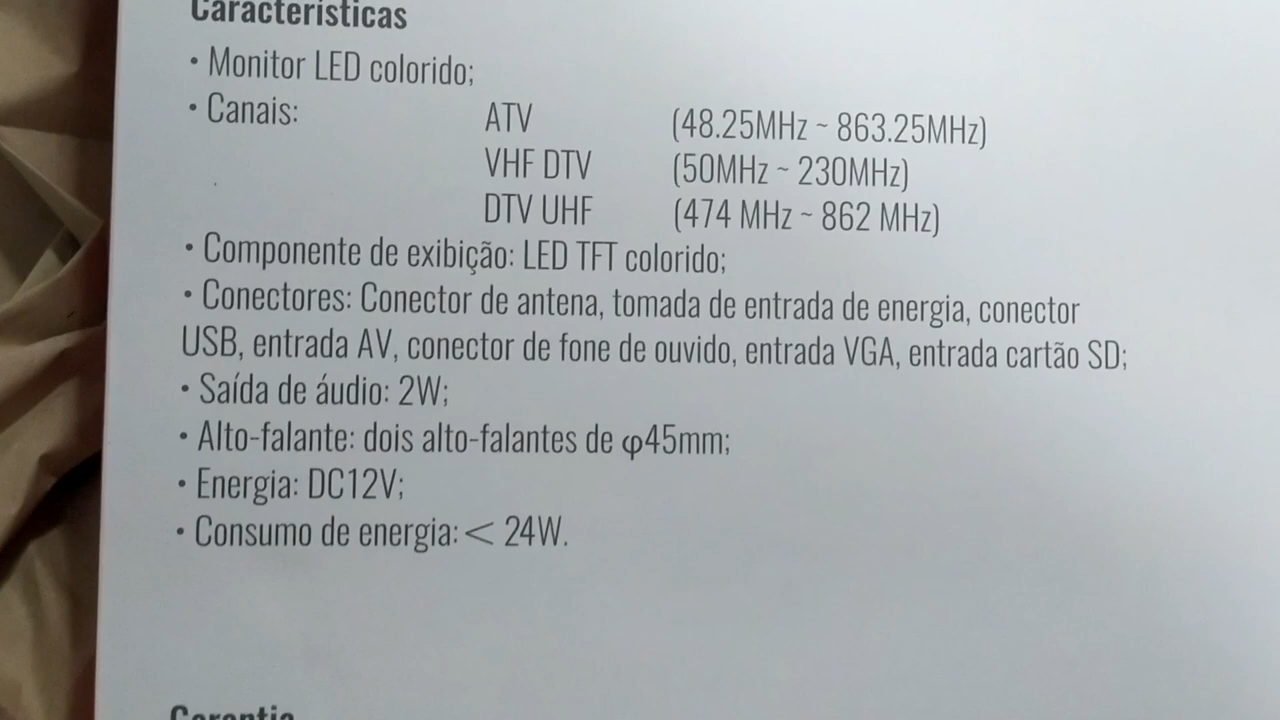 Características
• Monitor LED colorido;
• Canais: ATV (48.25MHz ~ 863.25MHz)
VHF DTV (50MHz ~ 230MHz)
DTV UHF (474 MHz ~ 862 MHz)
• Componente de exibição: LED TFT colorido;
• Conectores: Conector de antena, tomada de entrada de energia, conector
USB, entrada AV, conector de fone de ouvido, entrada VGA, entrada cartão SD;
• Saída de áudio: 2W;
• Alto-falante: dois alto-falantes de φ45mm;
• Energia: DC12V;
• Consumo de energia: < 24W.
Garantia